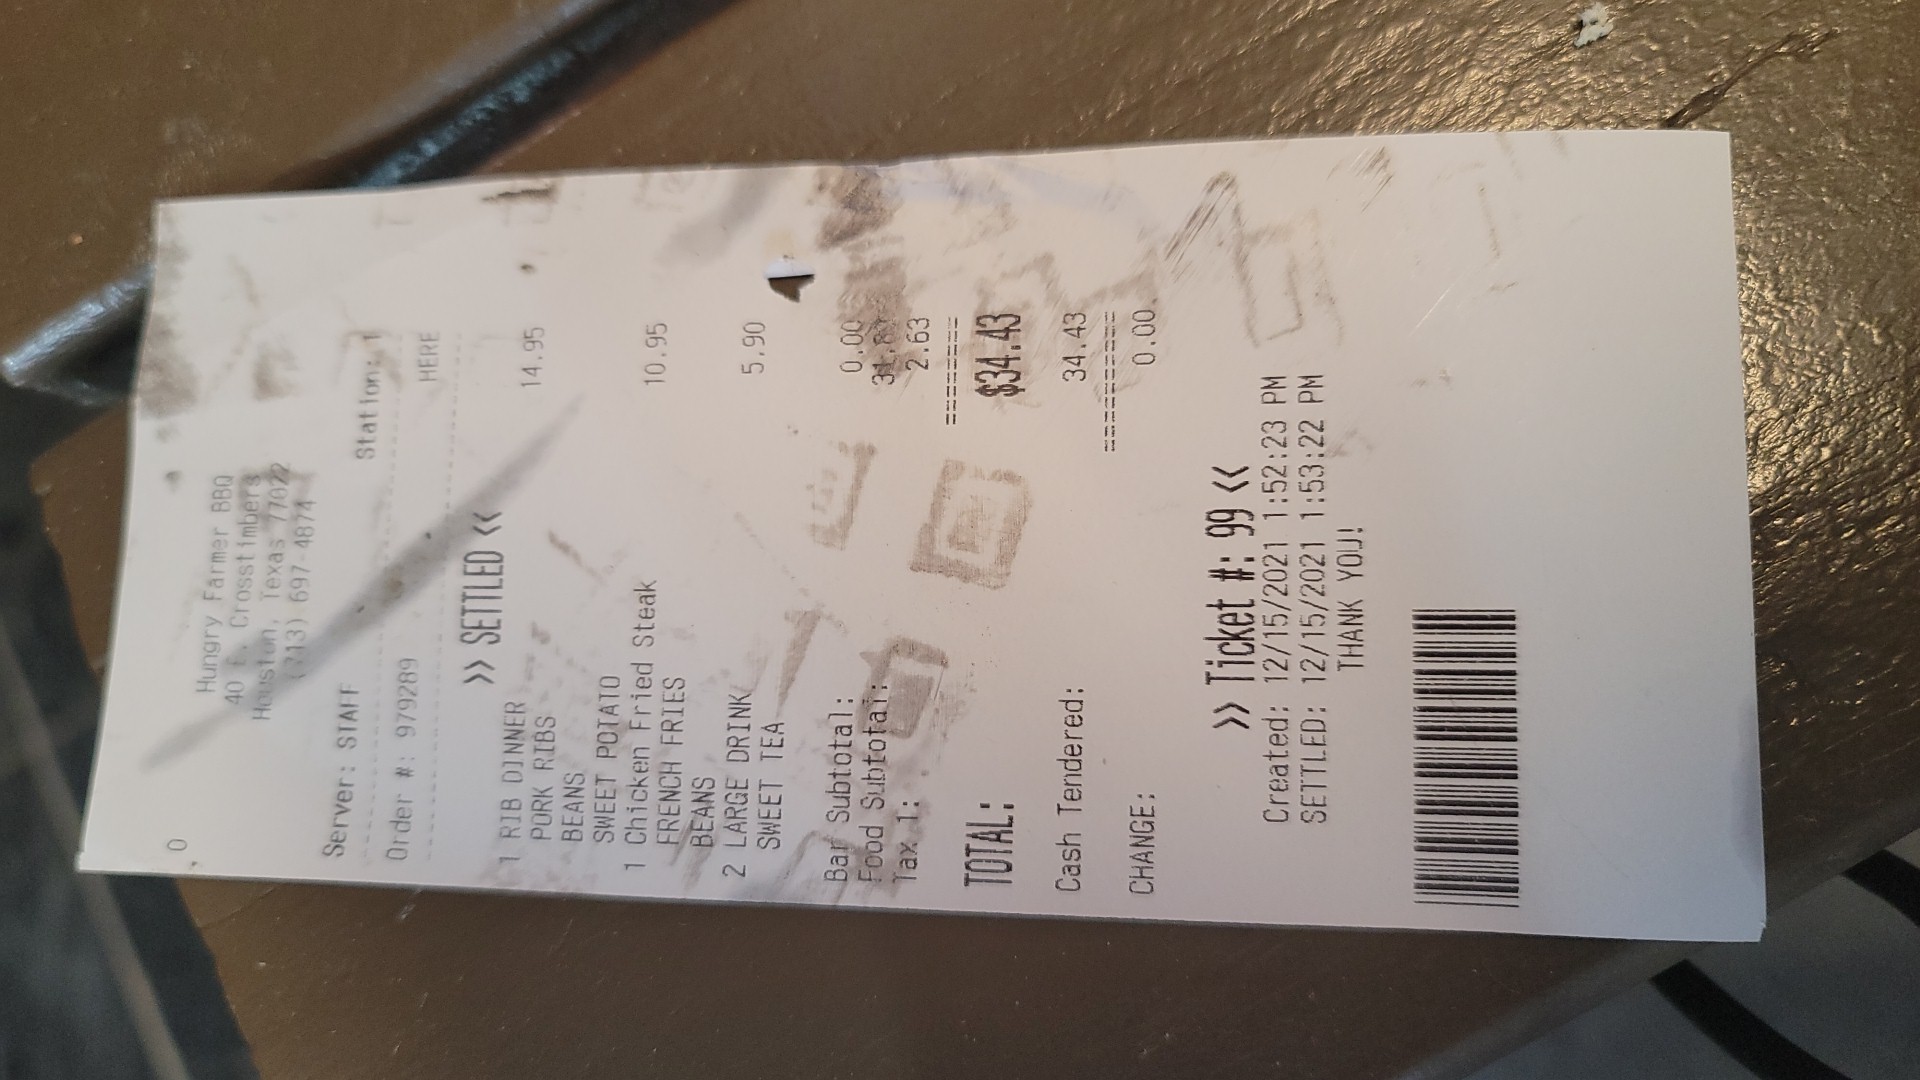 ,0
Hungry Farmer BBQ
40 E. Crosstimbers
Houston, Texas 77022
(713) 697-4874
Server: STAFF Station: 1
Order #: 979289 HERE
>> SETTLED <<
1 RIB DINNER 14.95
PORK RIBS
BEANS
SWEET POTATO
1 Chicken Fried Steak 10.95
FRENCH FRIES
BEANS
2 LARGE DRINK 5.90
SWEET TEA
Bar Subtotal: 0.00
Food Subtotal: 31.80
Tax 1: 2.63
=======
TOTAL: $34.43
Cash Tendered: 34.43
=========
CHANGE: 0.00
>> Ticket #: 99 <<
Created: 12/15/2021 1:52:23 PM
SETTLED: 12/15/2021 1:53:22 PM
THANK YOU!